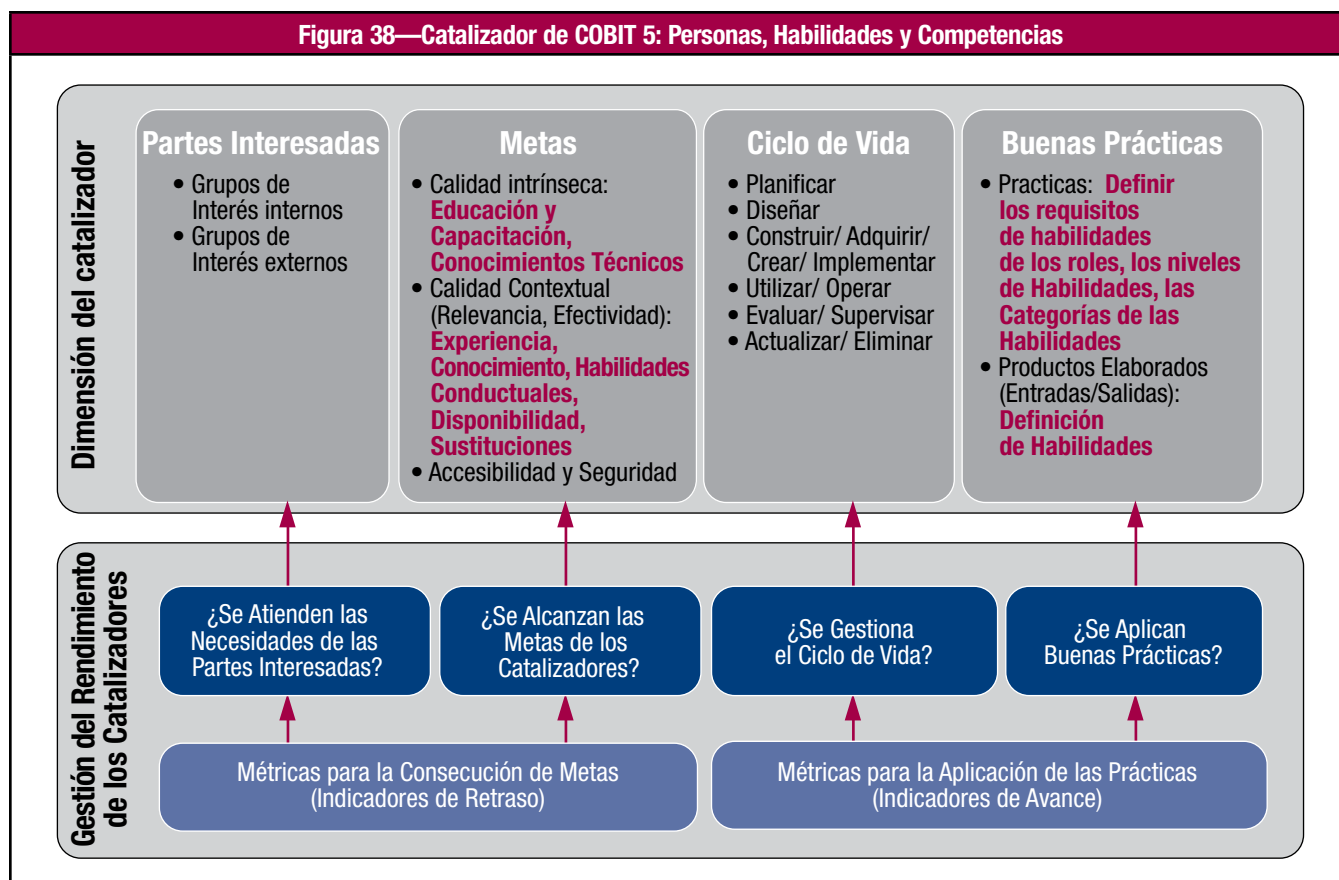 Figura 38—Catalizador de COBIT 5: Personas, Habilidades y Competencias
Dimensión del catalizador
Partes Interesadas
• Grupos de
Interés internos
• Grupos de
Interés externos
Metas
• Calidad intrínseca:
Educación y
Capacitación,
Conocimientos Técnicos
• Calidad Contextual
(Relevancia, Efectividad):
Experiencia,
Conocimiento, Habilidades
Conductuales,
Disponibilidad,
Sustituciones
• Accesibilidad y Seguridad
Ciclo de Vida
• Planificar
• Diseñar
• Construir/ Adquirir/
Crear/ Implementar
• Utilizar/ Operar
• Evaluar/ Supervisar
• Actualizar/ Eliminar
Buenas Prácticas
• Practicas: Definir
los requisitos
de habilidades
de los roles, los niveles
de Habilidades, las
Categorías de las
Habilidades
• Productos Elaborados
(Entradas/Salidas):
Definición
de Habilidades
Gestión del Rendimiento
de los Catalizadores
¿Se Atienden las
Necesidades de las
Partes Interesadas?
¿Se Alcanzan las
Metas de los
Catalizadores?
¿Se Gestiona
el Ciclo de Vida?
¿Se Aplican
Buenas Prácticas?
Métricas para la Consecución de Metas
(Indicadores de Retraso)
Métricas para la Aplicación de las Prácticas
(Indicadores de Avance)